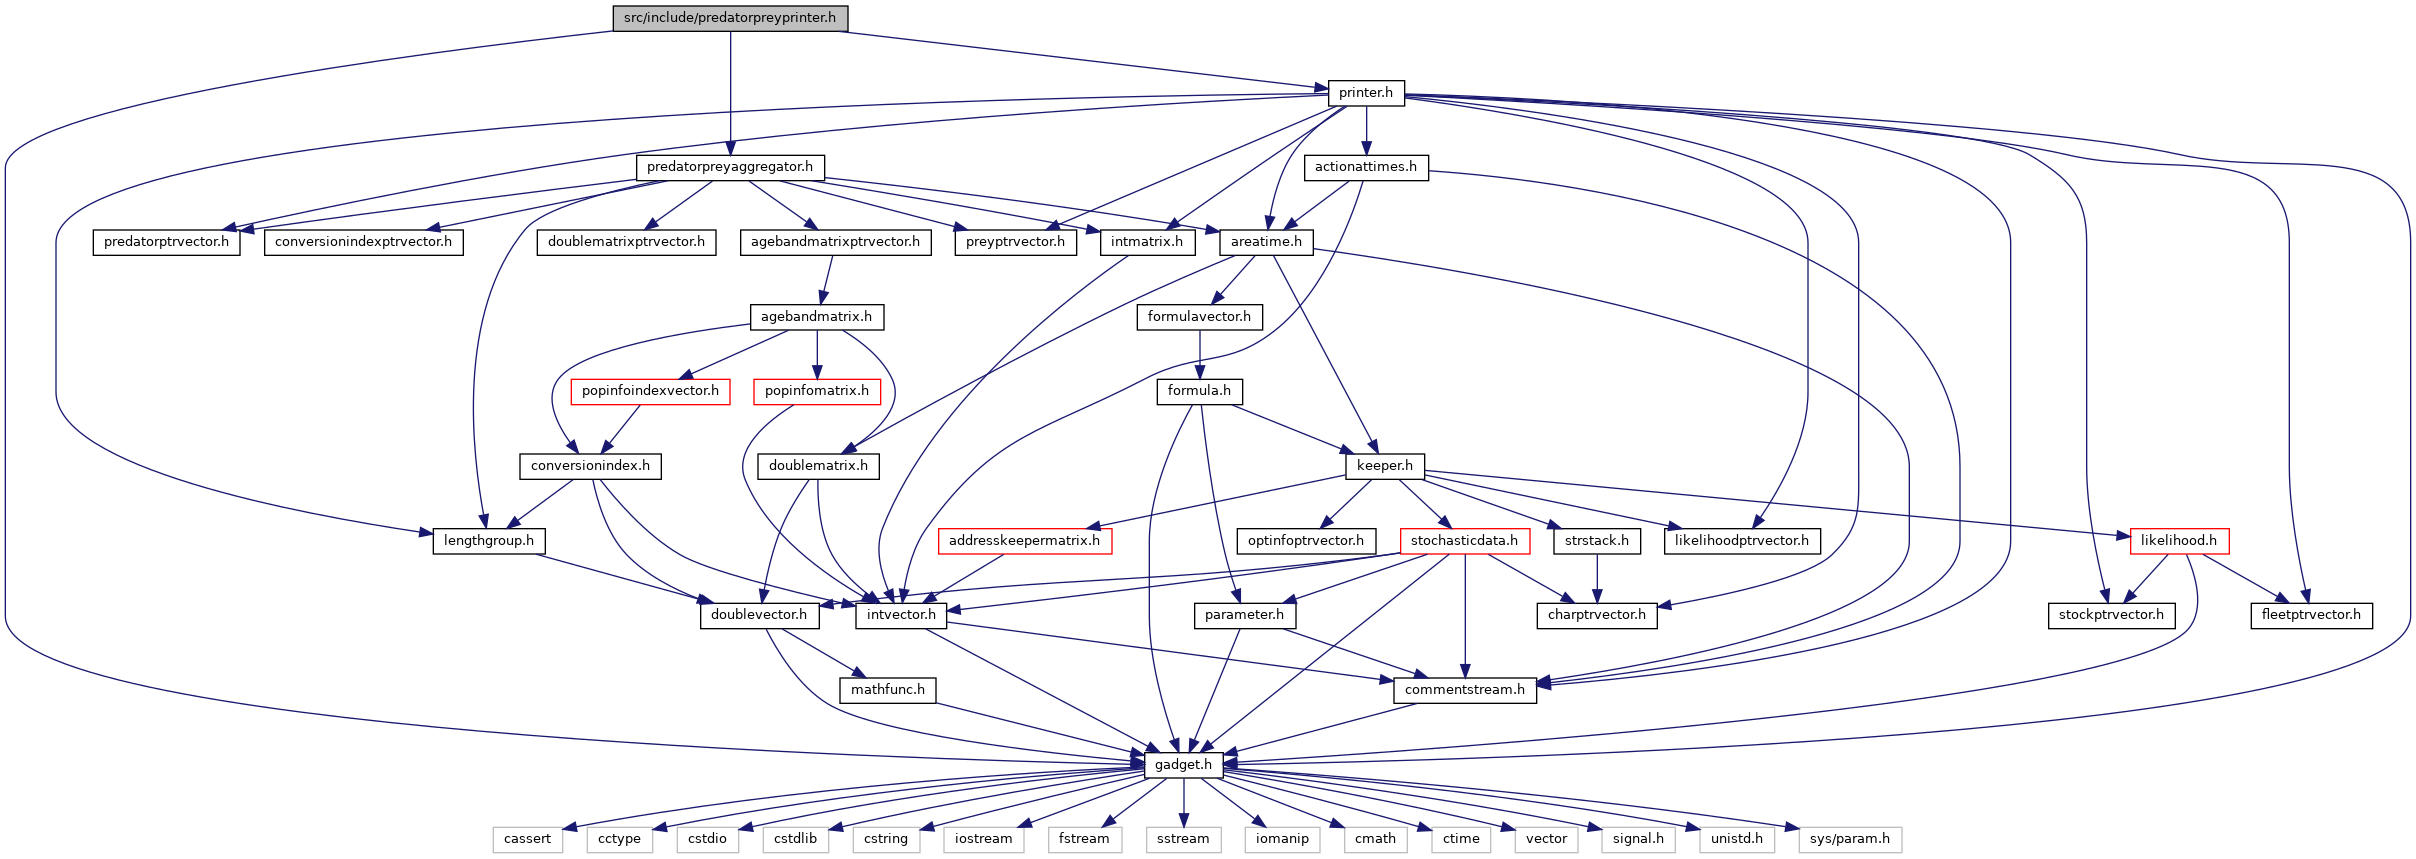 src/include/predatorpreyprinter.h
printer.h
predatorpreyaggregator.h
actionattimes.h
predatorptrvector.h
conversionindexptrvector.h
doublematrixptrvector.h
agebandmatrixptrvector.h
preyptrvector.h
intmatrix.h
areatime.h
agebandmatrix.h
formulavector.h
popinfoindexvector.h
popinfomatrix.h
formula.h
conversionindex.h
doublematrix.h
keeper.h
lengthgroup.h
addresskeepermatrix.h
optinfoptrvector.h
stochasticdata.h
strstack.h
likelihoodptrvector.h
likelihood.h
doublevector.h
intvector.h
parameter.h
charptrvector.h
stockptrvector.h
fleetptrvector.h
mathfunc.h
commentstream.h
gadget.h
cassert
cctype
cstdio
cstdlib
cstring
iostream
fstream
sstream
iomanip
cmath
ctime
vector
signal.h
unistd.h
sys/param.h